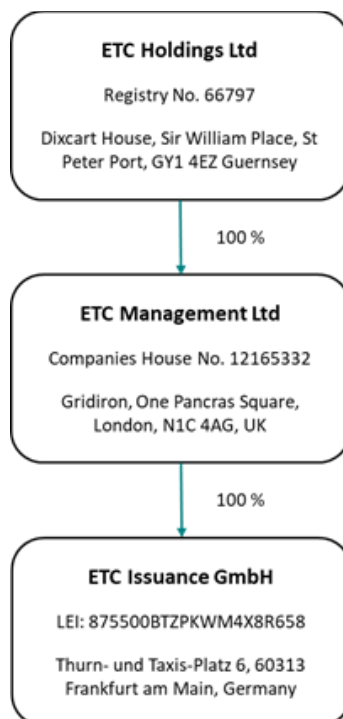 ETC Holdings Ltd
Registry No. 66797
Dixcart House, Sir William Place, St
Peter Port, GY1 4EZ Guernsey
100 %
ETC Management Ltd
Companies House No. 12165332
Gridiron, One Pancras Square,
London, N1C 4AG, UK
100 %
ETC Issuance GmbH
LEI: 875500BTZPKWM4X8R658
Thurn- und Taxis-Platz 6, 60313
Frankfurt am Main, Germany